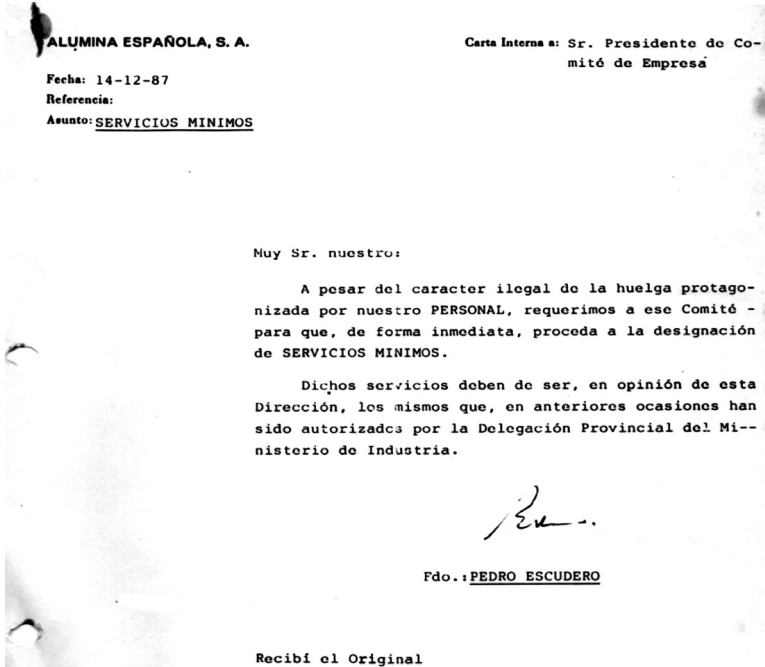 ALUMINA ESPAÑOLA, S. A.
Carta Interna a: Sr. Presidente de Co-
mité de Empresa
Fecha: 14-12-87
Referencia:
Asunto: SERVICIOS MINIMOS
Muy Sr. nuestro:
A pesar del caracter ilegal de la huelga protago-
nizada por nuestro PERSONAL, requerimos a ese Comité -
para que, de forma inmediata, proceda a la designación
de SERVICIOS MINIMOS.
Dichos servicios deben de ser, en opinión de esta
Dirección, los mismos que, en anteriores ocasiones han
sido autorizados por la Delegación Provincial del Mi--
nisterio de Industria.
Fdo.: PEDRO ESCUDERO
Recibí el Original